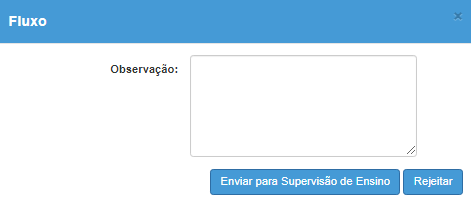 Fluxo
×
Observação:
Enviar para Supervisão de Ensino Rejeitar